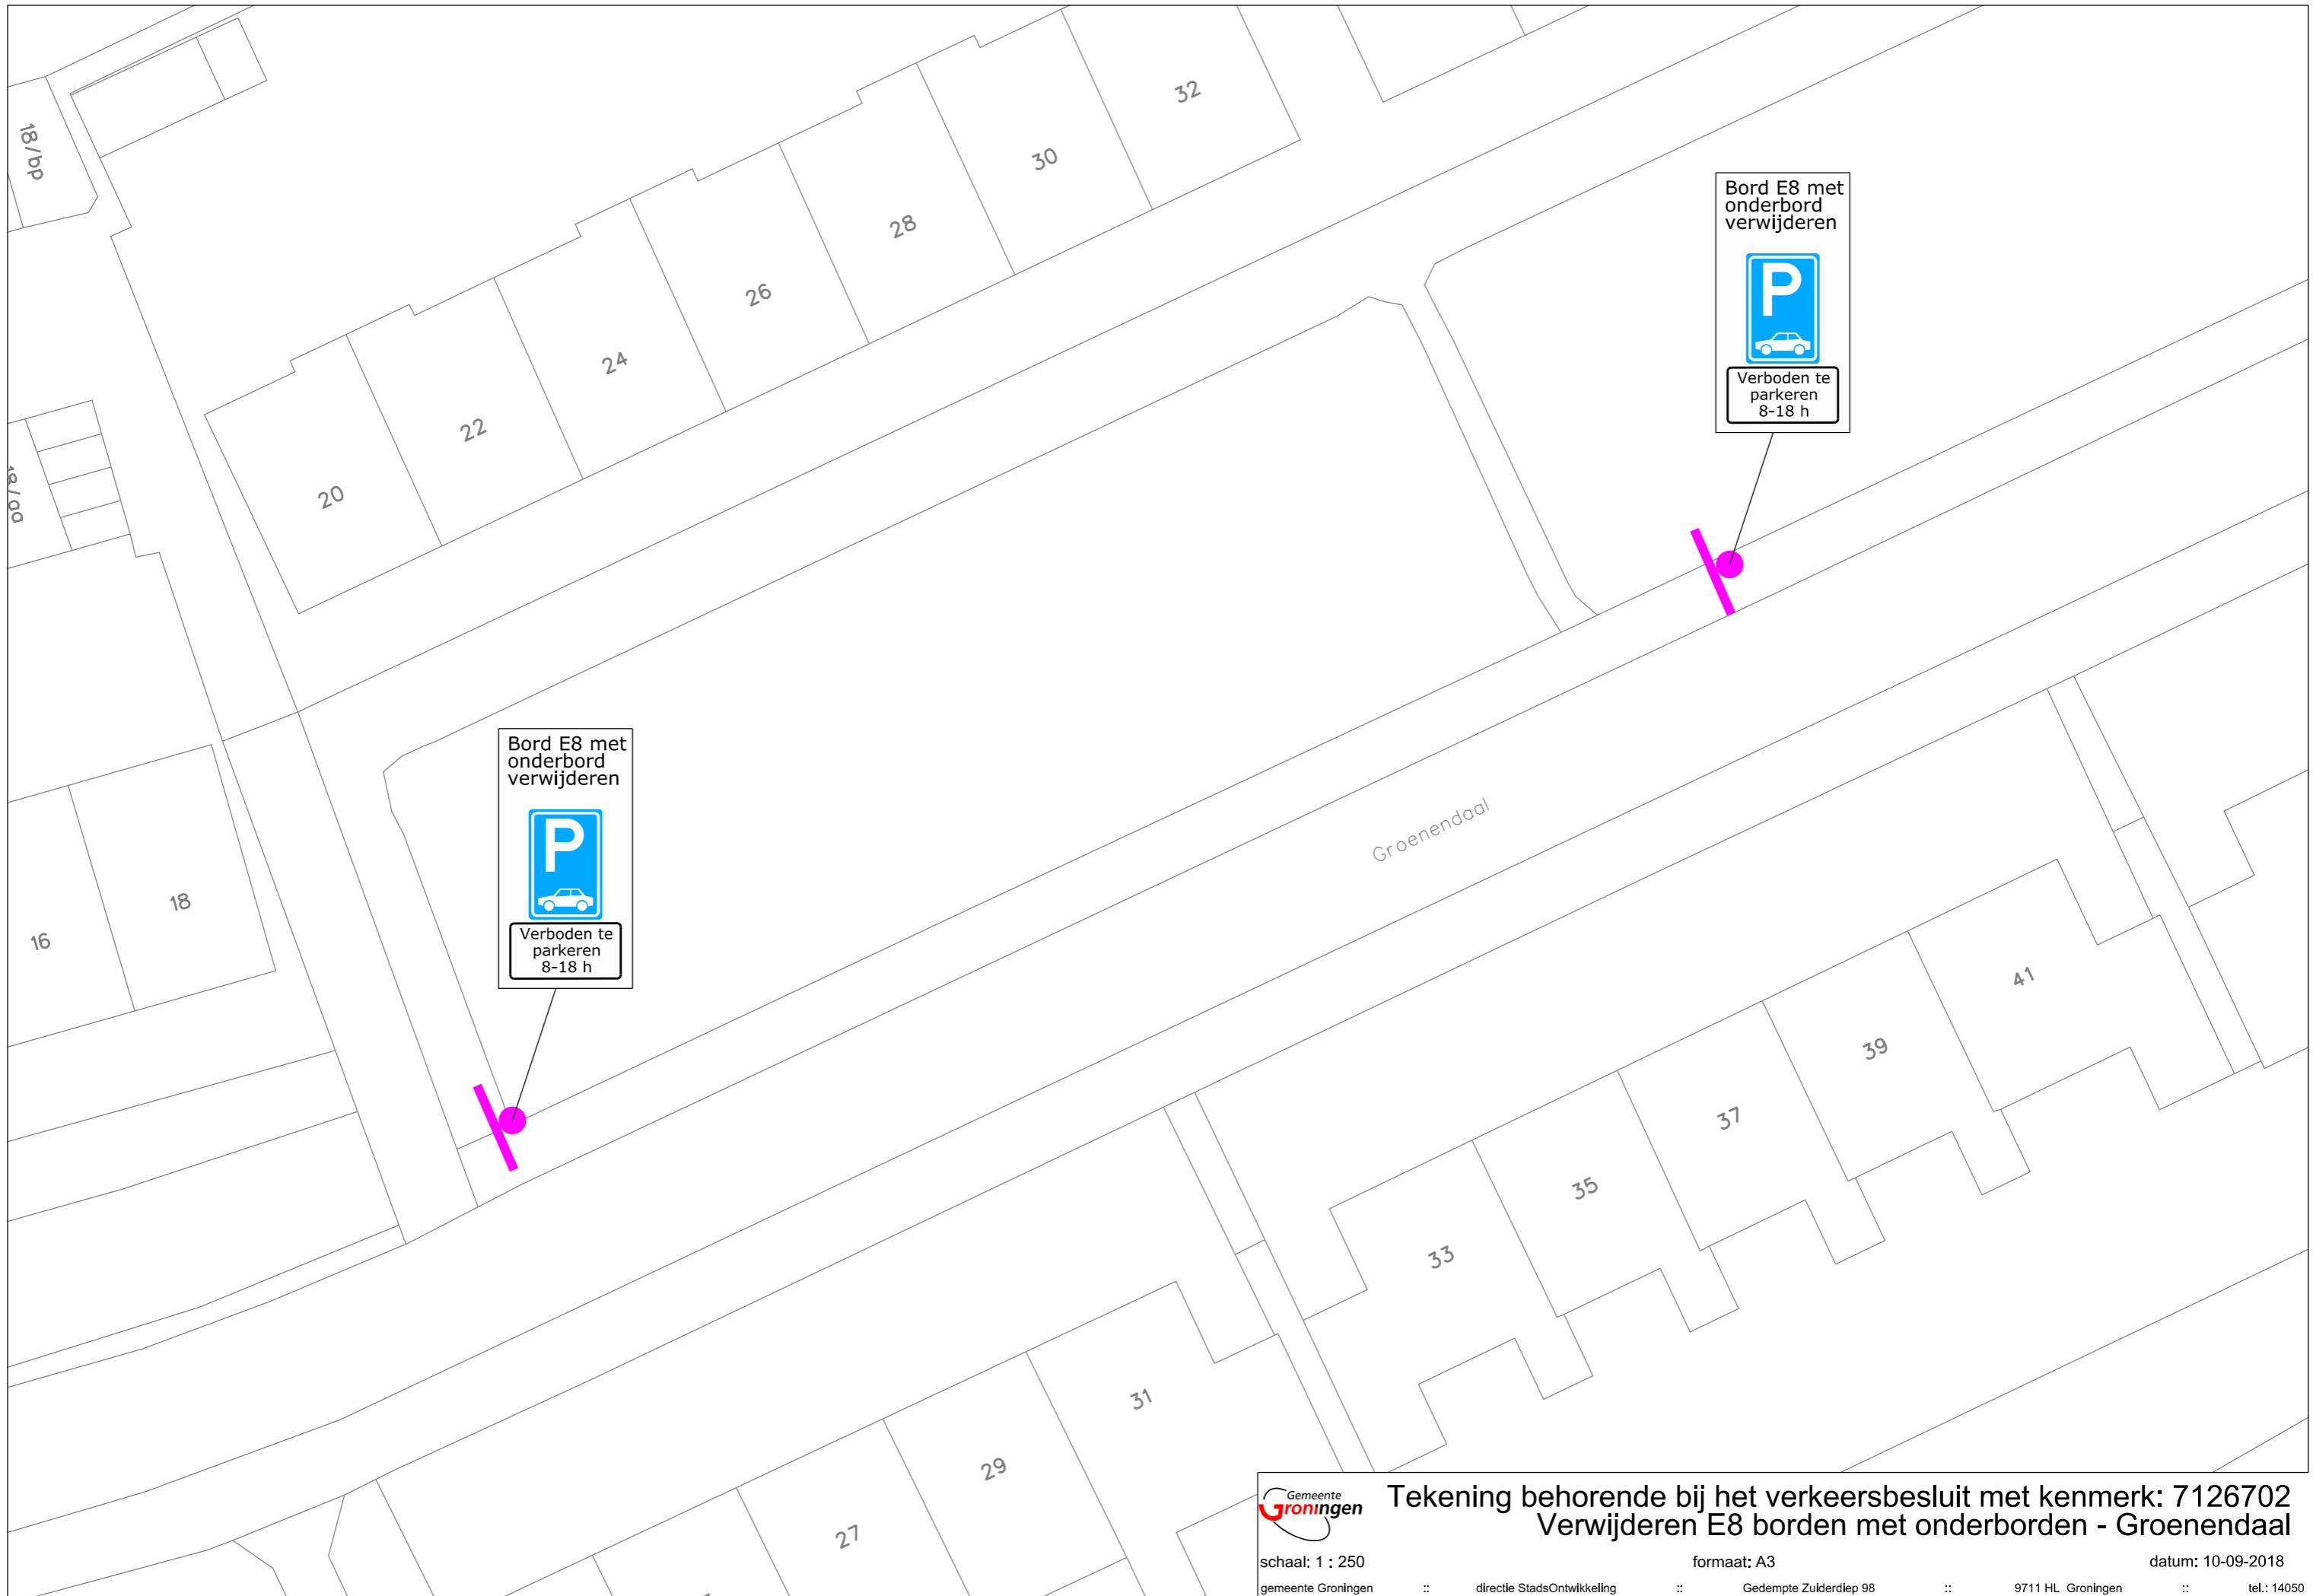 18/bp
32
30
28
26
24
22
20
18/aa
18
16
Bord E8 met
onderbord
verwijderen
P
Verboden te
parkeren
8-18 h
Bord E8 met
onderbord
verwijderen
P
Verboden te
parkeren
8-18 h
Groenendaal
41
39
37
35
33
31
29
27
Gemeente
Groningen
Tekening behorende bij het verkeersbesluit met kenmerk: 7126702
Verwijderen E8 borden met onderborden - Groenendaal
schaal: 1 : 250 formaat: A3 datum: 10-09-2018
gemeente Groningen :: directie StadsOntwikkeling :: Gedempte Zuiderdiep 98 :: 9711 HL Groningen :: tel.: 14050